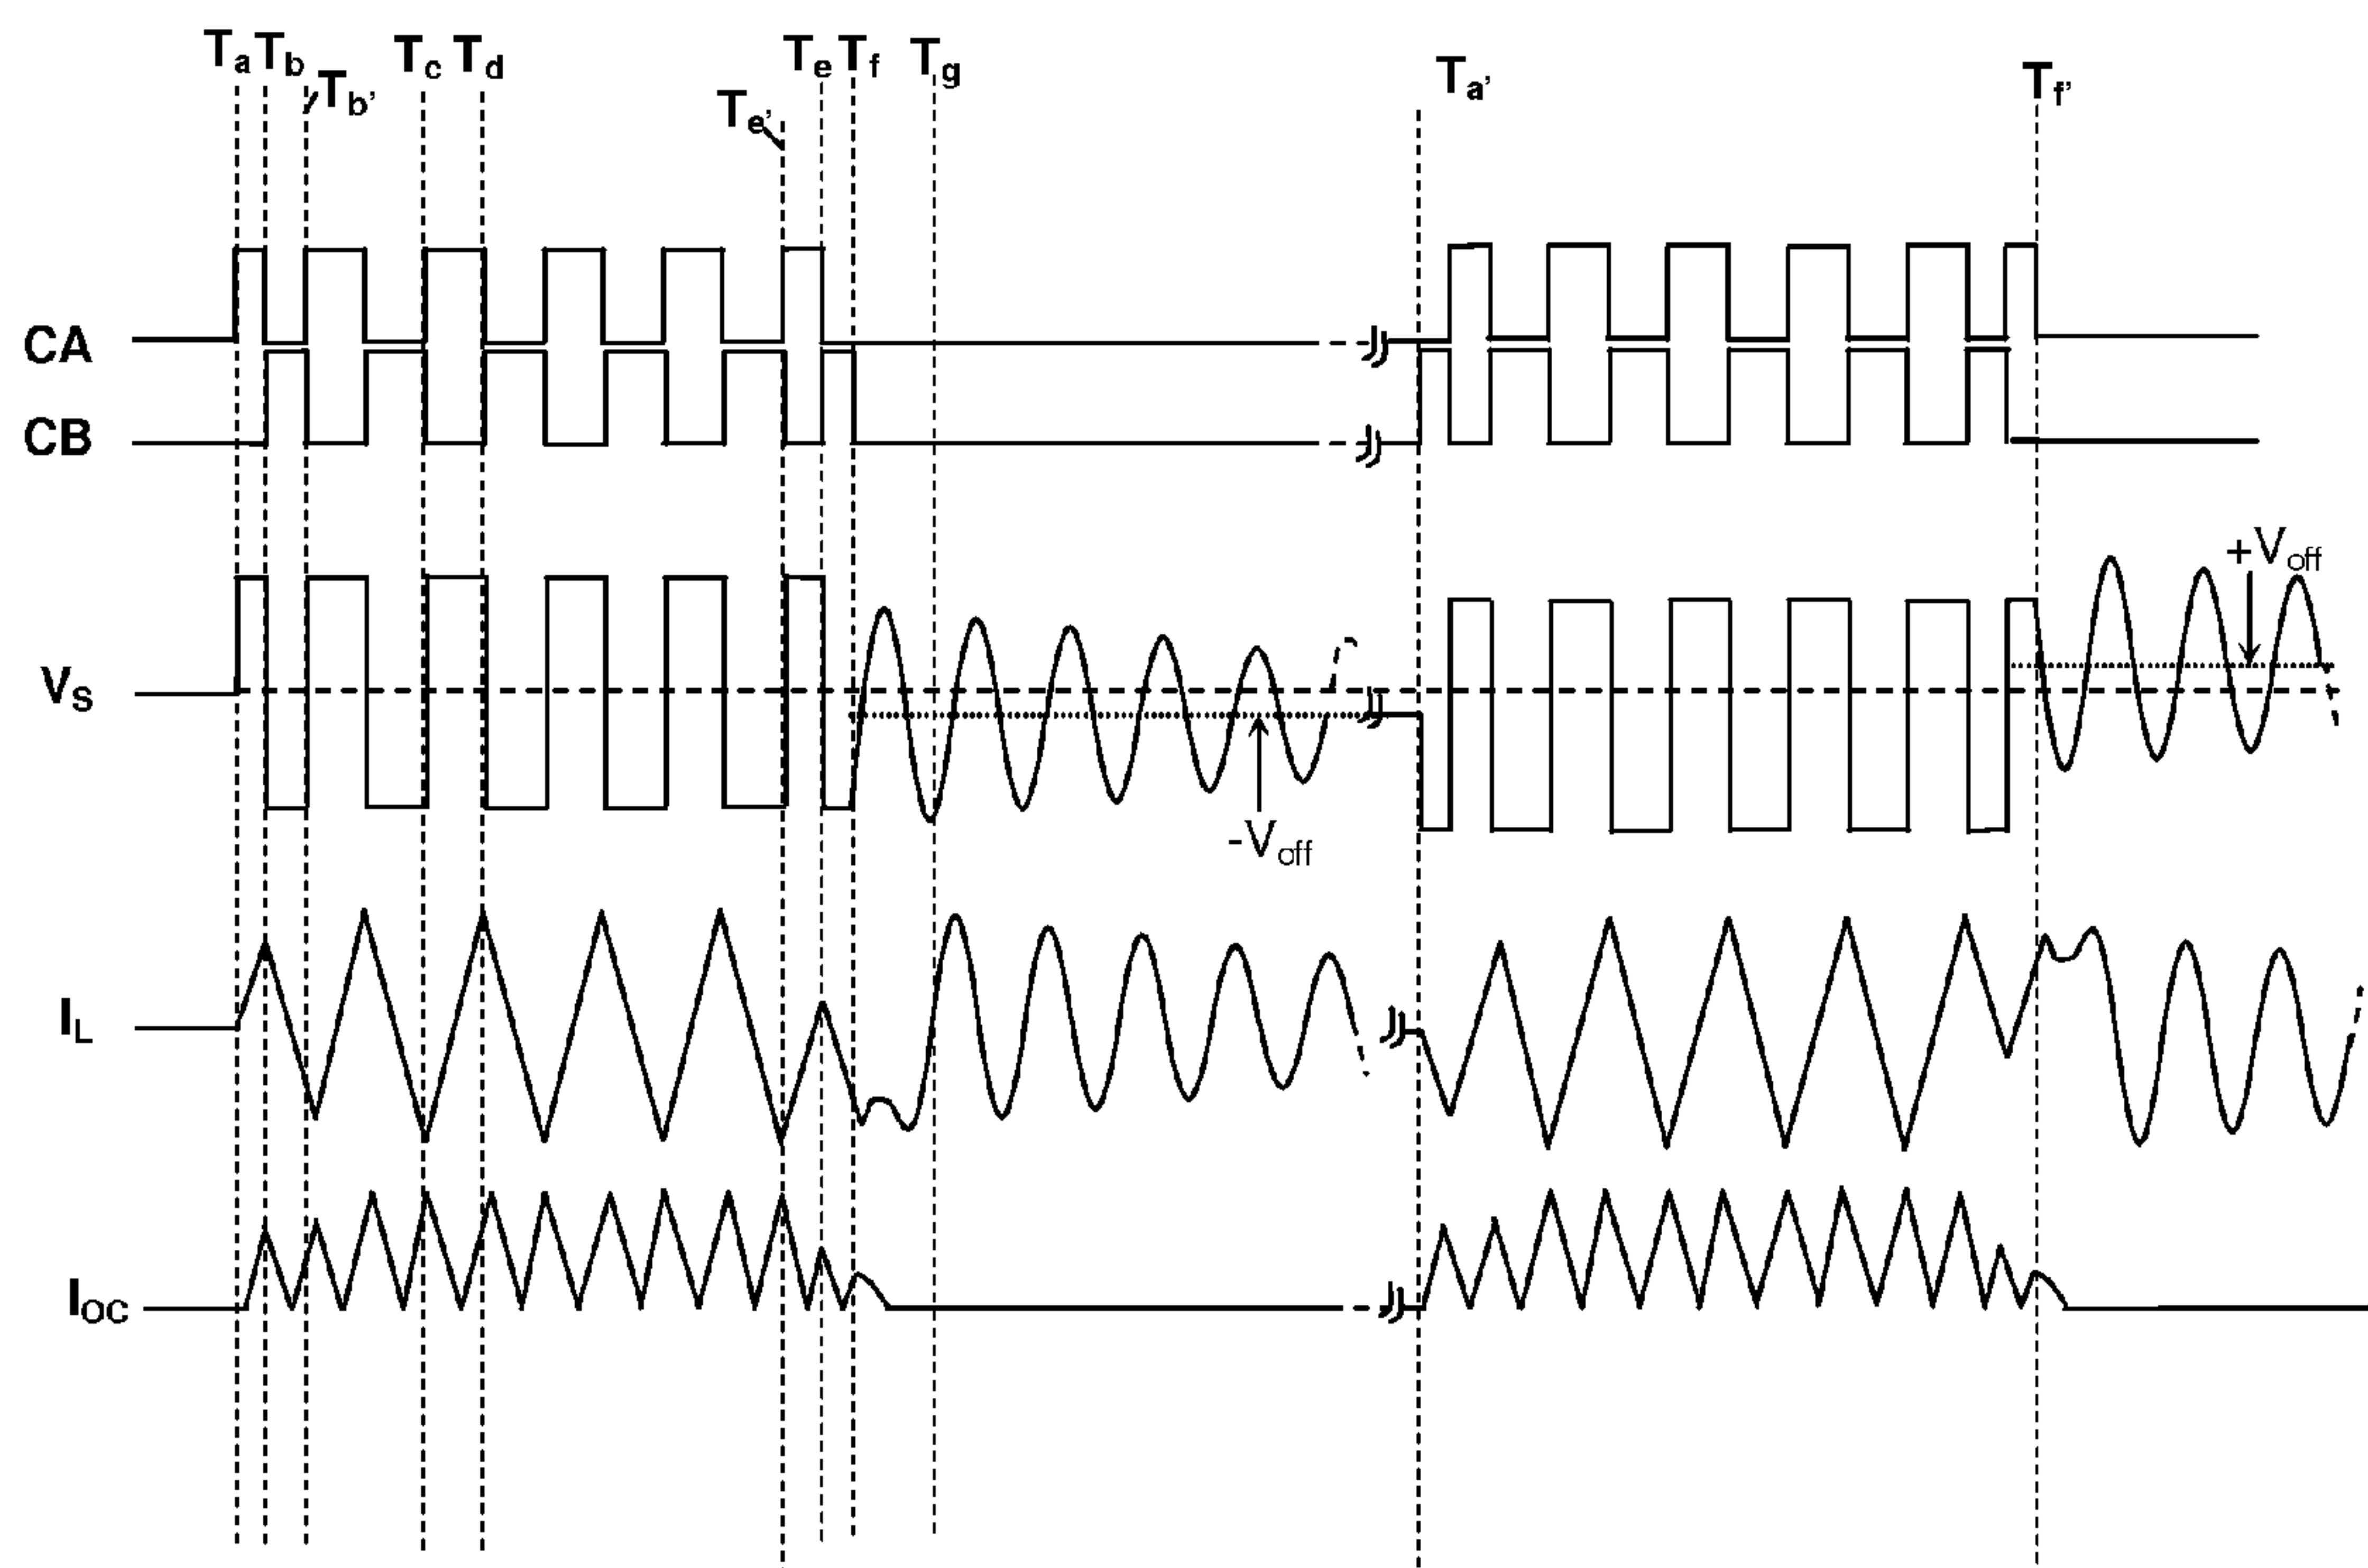 Ta Tb Tb' Tc Td Te' Te Tf Tg Ta' Tf'
CA
CB
+Voff
VS
-Voff
IL
IOC